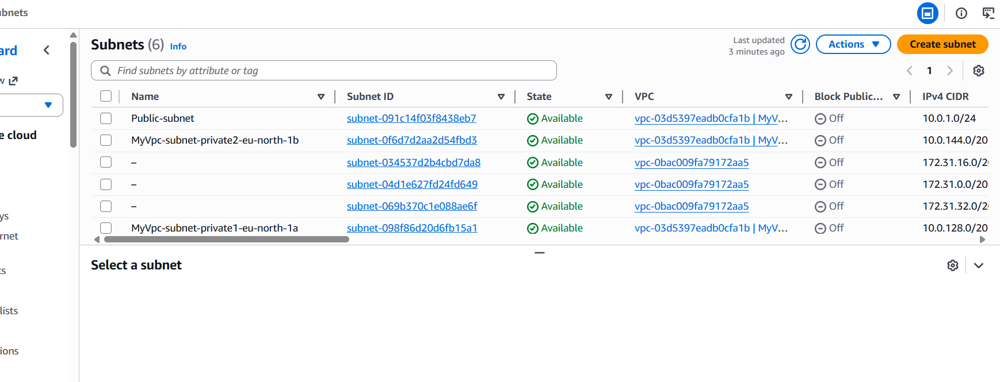 ubnets
ard
w
e cloud
ys
rnet
ts
lists
ions
Subnets (6) Info
Last updated
3 minutes ago
Actions
Create subnet
Find subnets by attribute or tag
1
Name Subnet ID State VPC Block Public... IPv4 CIDR
Public-subnet subnet-091c14f03f8438eb7 Available vpc-03d5397eadb0cfa1b | MyV... Off 10.0.1.0/24
MyVpc-subnet-private2-eu-north-1b subnet-0f6d7d2aa2d54fbd3 Available vpc-03d5397eadb0cfa1b | MyV... Off 10.0.144.0/20
– subnet-034537d2b4cbd7da8 Available vpc-0bac009fa79172aa5 Off 172.31.16.0/20
– subnet-04d1e627fd24fd649 Available vpc-0bac009fa79172aa5 Off 172.31.0.0/20
– subnet-069b370c1e088ae6f Available vpc-0bac009fa79172aa5 Off 172.31.32.0/20
MyVpc-subnet-private1-eu-north-1a subnet-098f86d20d6fb15a1 Available vpc-03d5397eadb0cfa1b | MyV... Off 10.0.128.0/20
Select a subnet